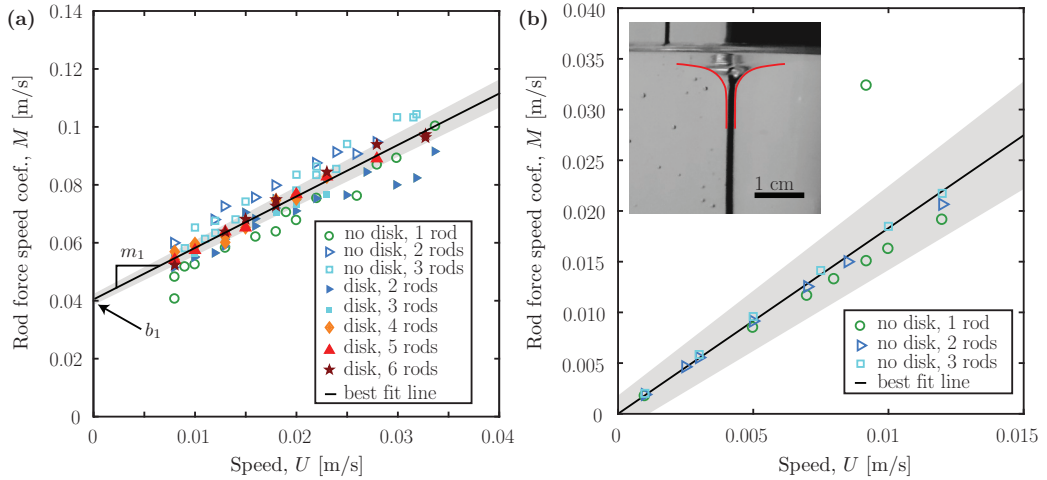 (a)
0.14
0.12
0.1
0.08
0.06
0.04
0.02
0
Rod force speed coef., M [m/s]
m₁
b₁
no disk, 1 rod
no disk, 2 rods
no disk, 3 rods
disk, 2 rods
disk, 3 rods
disk, 4 rods
disk, 5 rods
disk, 6 rods
best fit line
0 0.01 0.02 0.03 0.04
Speed, U [m/s]
(b)
0.040
0.035
0.030
0.025
0.020
0.015
0.010
0.005
0
Rod force speed coef., M [m/s]
1 cm
no disk, 1 rod
no disk, 2 rods
no disk, 3 rods
best fit line
0 0.005 0.01 0.015
Speed, U [m/s]